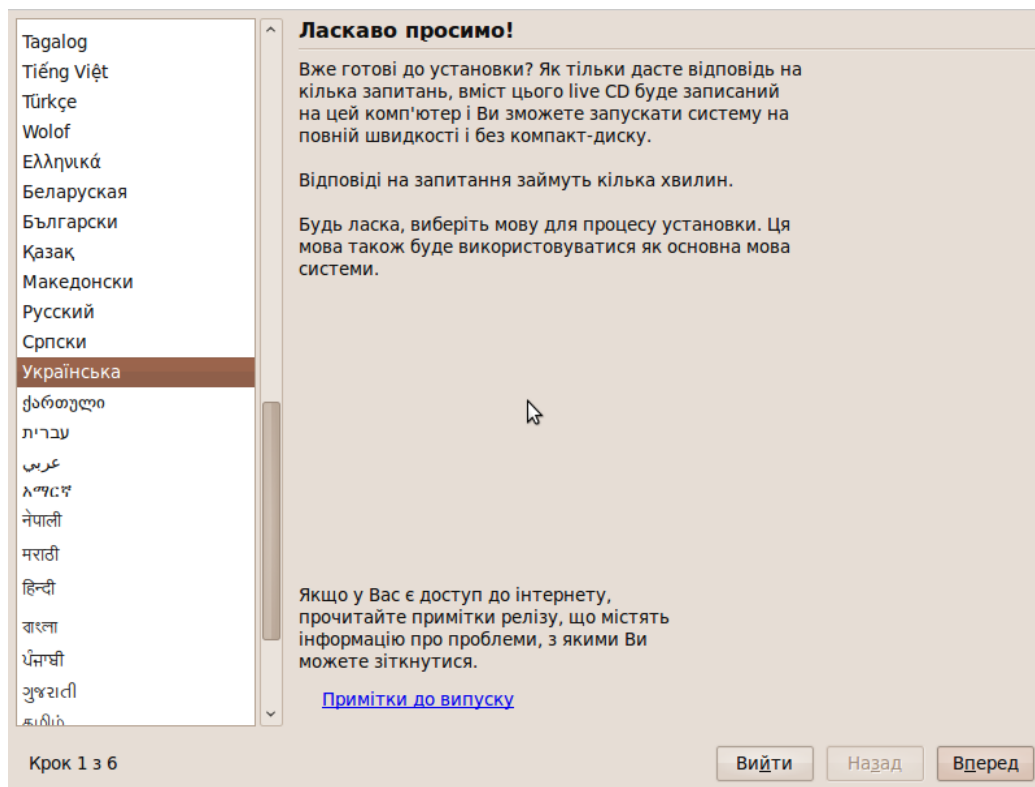 Tagalog
Tiếng Việt
Türkçe
Wolof
Ελληνικά
Беларуская
Български
Қазақ
Македонски
Русский
Српски
Українська
ქართული
עברית
عربي
አማርኛ
नेपाली
मराठी
हिन्दी
বাংলা
ਪੰਜਾਬੀ
ગુજરાતી
தமிழ்
Ласкаво просимо!
Вже готові до установки? Як тільки дасте відповідь на
кілька запитань, вміст цього live CD буде записаний
на цей комп'ютер і Ви зможете запускати систему на
повній швидкості і без компакт-диску.
Відповіді на запитання займуть кілька хвилин.
Будь ласка, виберіть мову для процесу установки. Ця
мова також буде використовуватися як основна мова
системи.
Якщо у Вас є доступ до інтернету,
прочитайте примітки релізу, що містять
інформацію про проблеми, з якими Ви
можете зіткнутися.
Примітки до випуску
Крок 1 з 6
Вийти
Назад
Вперед